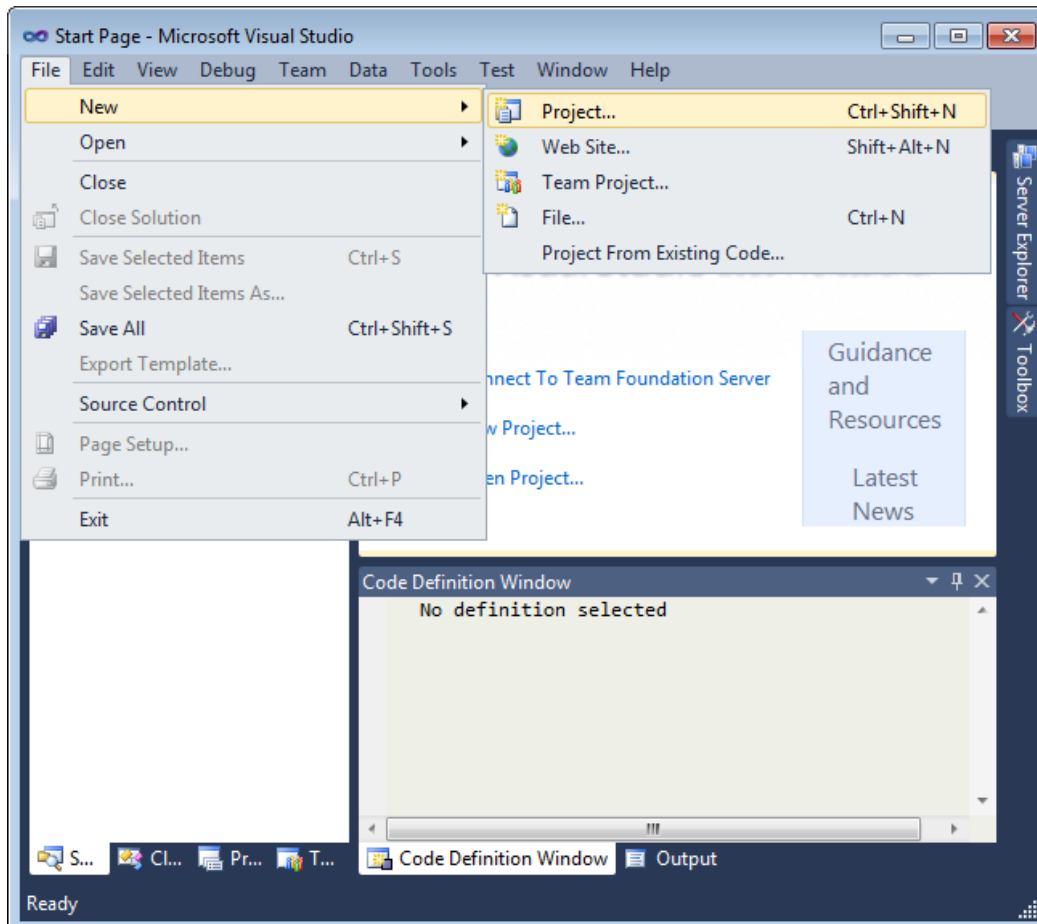 Start Page - Microsoft Visual Studio
File Edit View Debug Team Data Tools Test Window Help
New
Open
Close
Close Solution
Save Selected Items Ctrl+S
Save Selected Items As...
Save All Ctrl+Shift+S
Export Template...
Source Control
Page Setup...
Print... Ctrl+P
Exit Alt+F4
Project... Ctrl+Shift+N
Web Site... Shift+Alt+N
Team Project...
File... Ctrl+N
Project From Existing Code...
Server Explorer
Toolbox
nnect To Team Foundation Server
w Project...
en Project...
Guidance
and
Resources
Latest
News
Code Definition Window
No definition selected
S... Cl... Pr... T...
Code Definition Window Output
Ready